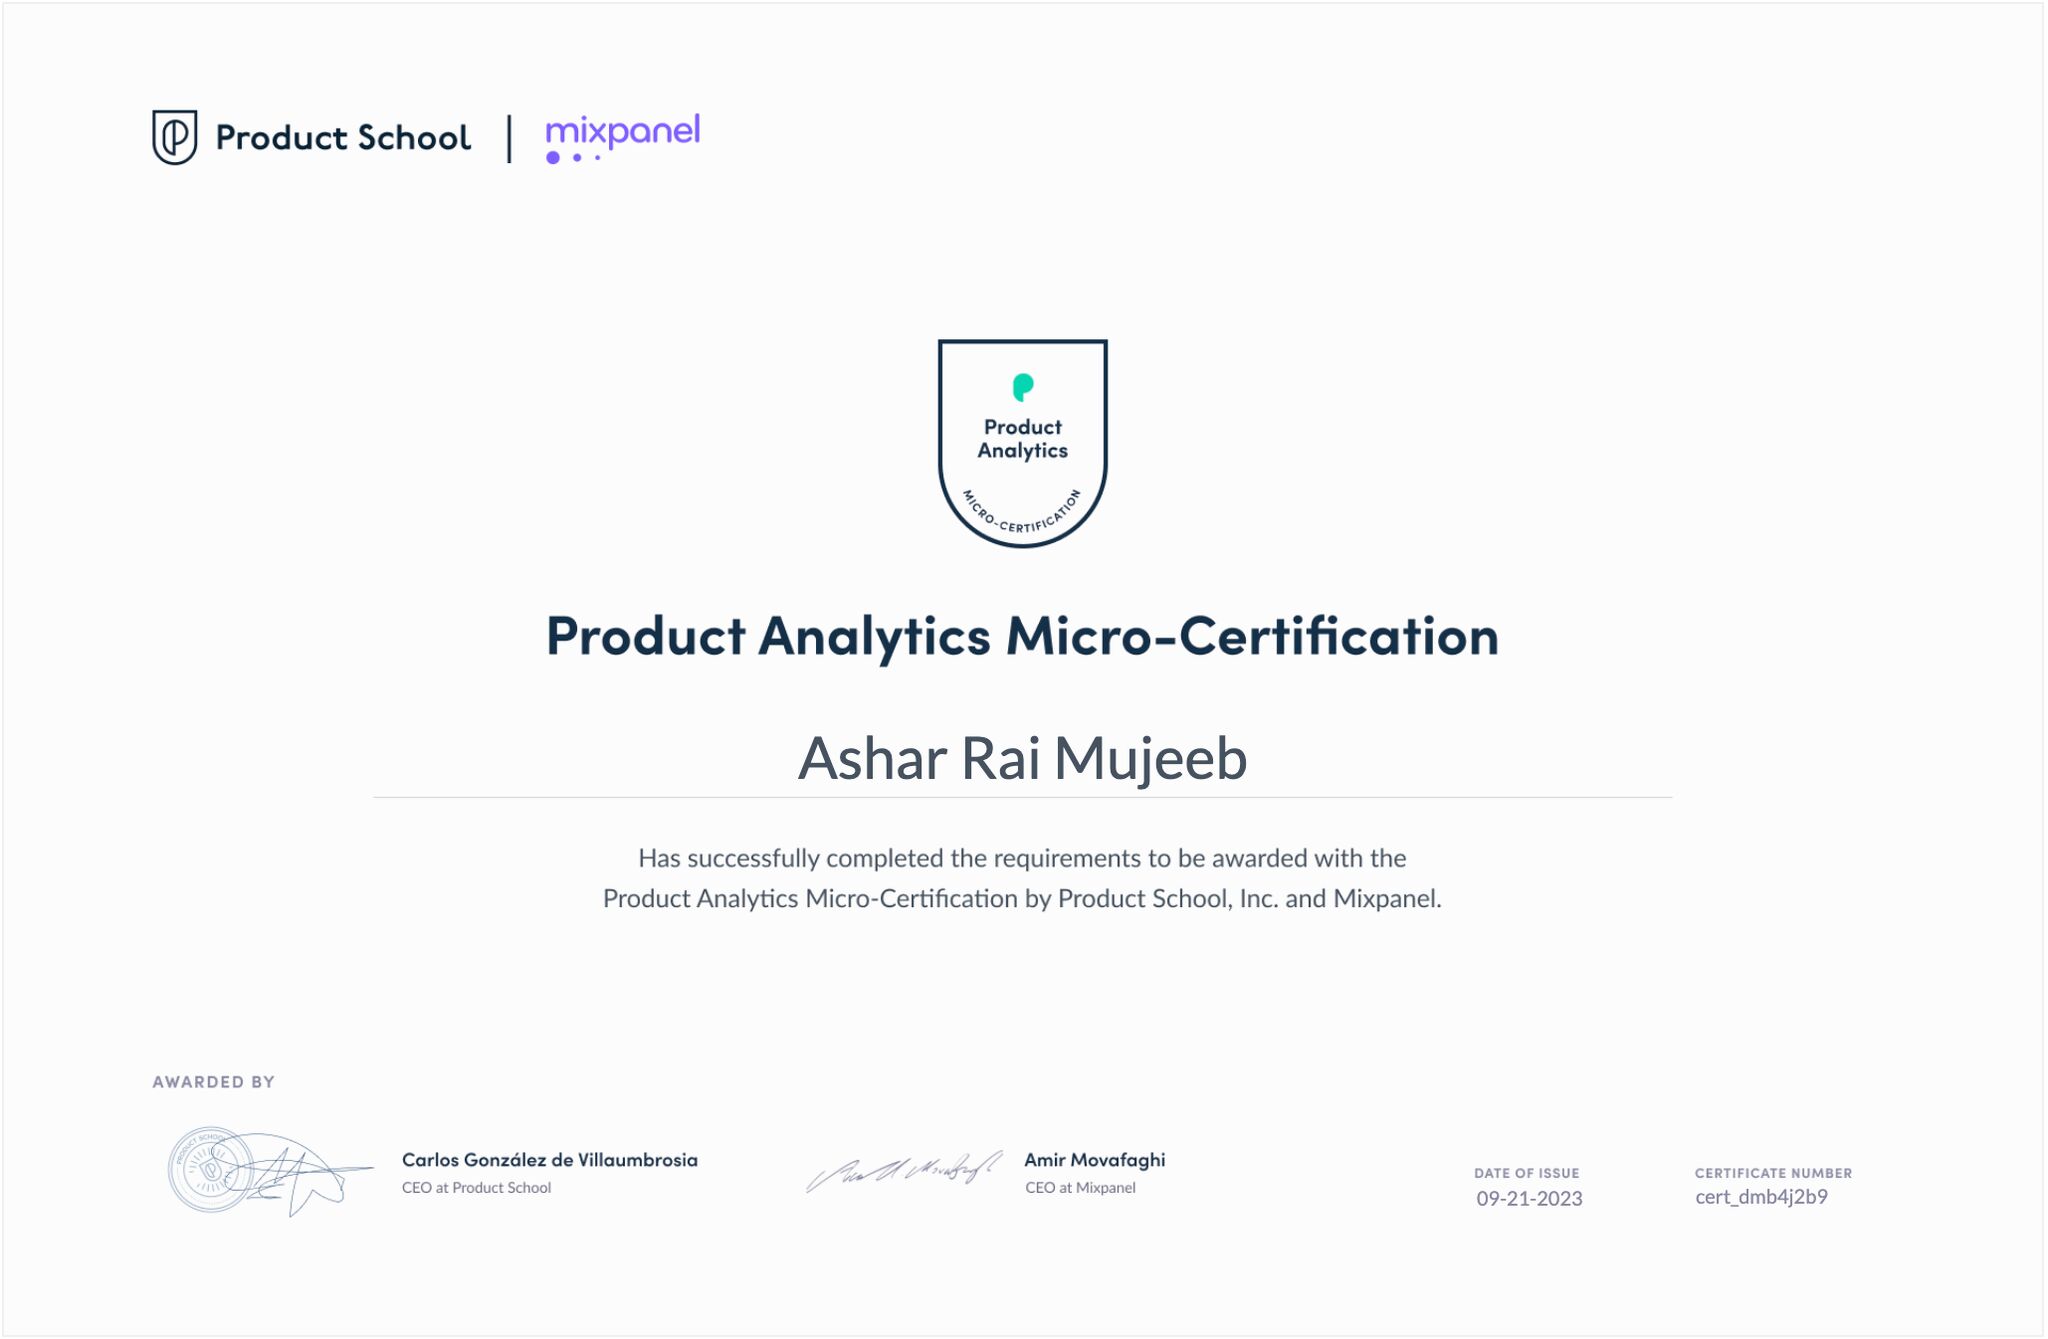 Product School
mixpanel
Product
Analytics
MICRO-CERTIFICATION
Product Analytics Micro-Certification
Ashar Rai Mujeeb
Has successfully completed the requirements to be awarded with the
Product Analytics Micro-Certification by Product School, Inc. and Mixpanel.
AWARDED BY
PRODUCT SCHOOL
Carlos González de Villaumbrosia
CEO at Product School
Amir Movafaghi
CEO at Mixpanel
DATE OF ISSUE
09-21-2023
CERTIFICATE NUMBER
cert_dmb4j2b9